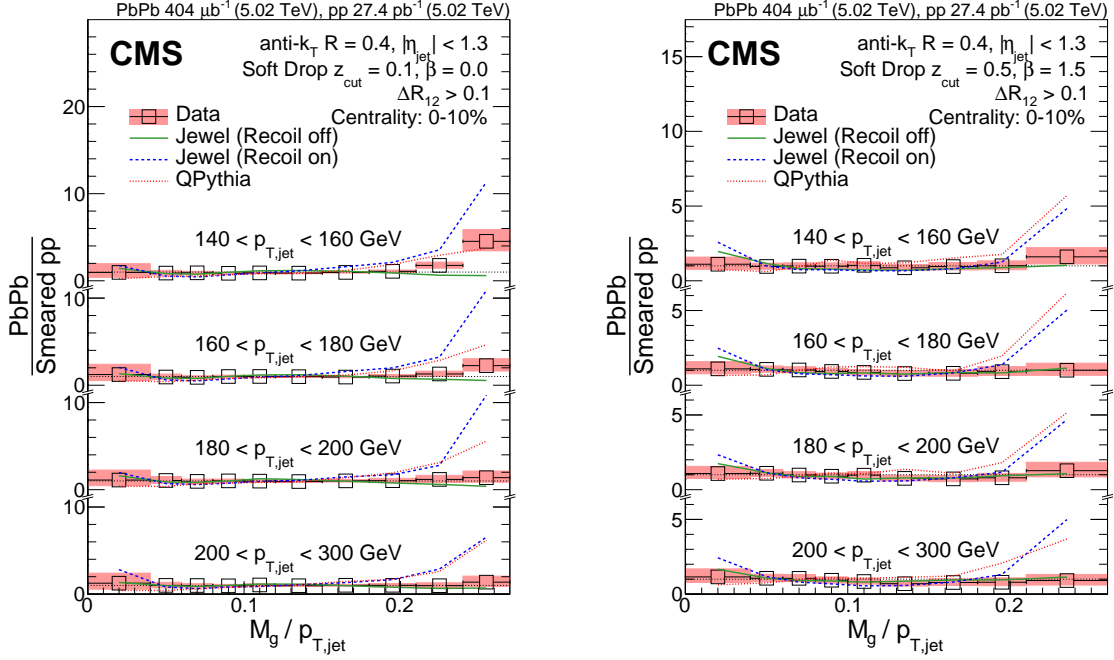 PbPb 404 μb⁻¹ (5.02 TeV), pp 27.4 pb⁻¹ (5.02 TeV)
CMS
anti-k_T R = 0.4, |η_jet| < 1.3
Soft Drop z_cut = 0.1, β = 0.0
ΔR_12 > 0.1
Centrality: 0-10%
Data
Jewel (Recoil off)
Jewel (Recoil on)
QPythia
20
10
0
140 < p_T,jet < 160 GeV
10
0
160 < p_T,jet < 180 GeV
10
0
180 < p_T,jet < 200 GeV
10
0
200 < p_T,jet < 300 GeV
PbPb
Smeared pp
0
0.1
0.2
M_g / p_T,jet
PbPb 404 μb⁻¹ (5.02 TeV), pp 27.4 pb⁻¹ (5.02 TeV)
CMS
anti-k_T R = 0.4, |η_jet| < 1.3
Soft Drop z_cut = 0.5, β = 1.5
ΔR_12 > 0.1
Centrality: 0-10%
Data
Jewel (Recoil off)
Jewel (Recoil on)
QPythia
15
10
5
0
140 < p_T,jet < 160 GeV
5
0
160 < p_T,jet < 180 GeV
5
0
180 < p_T,jet < 200 GeV
5
0
200 < p_T,jet < 300 GeV
PbPb
Smeared pp
0
0.1
0.2
M_g / p_T,jet